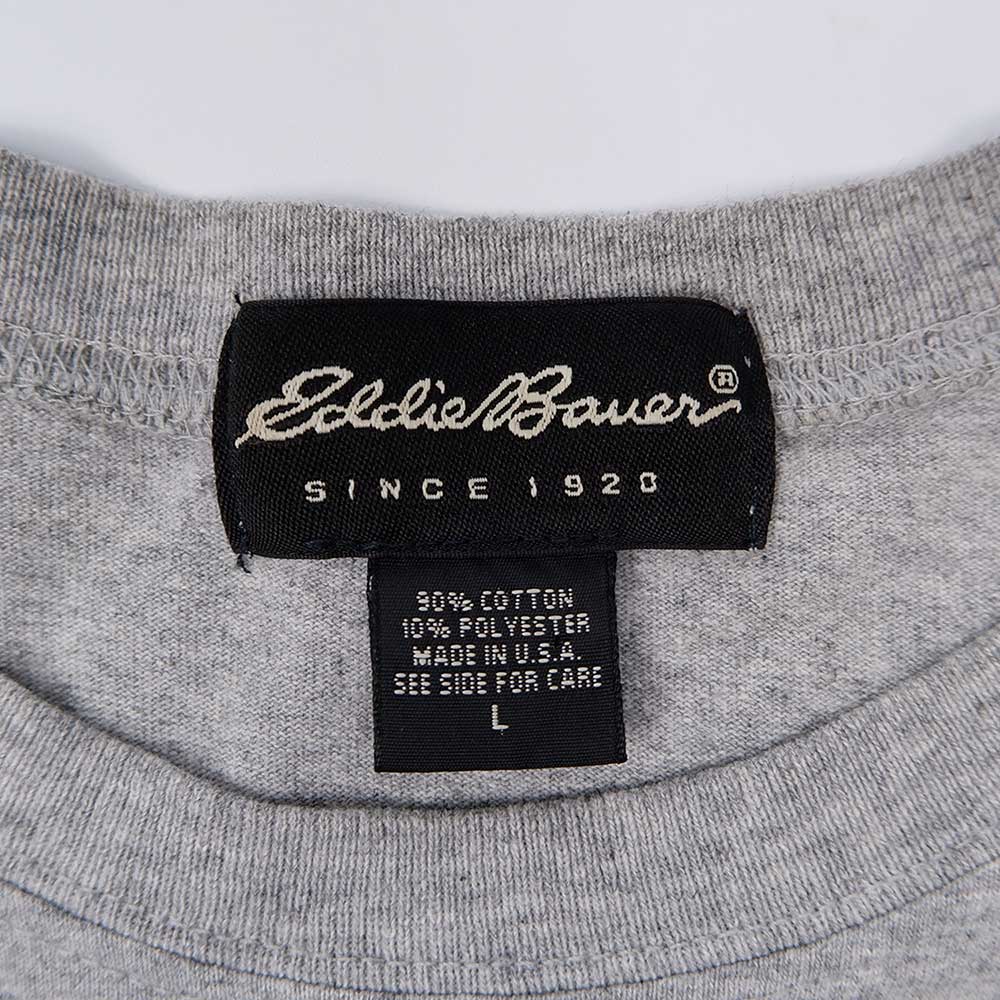 Eddie Bauer®
SINCE 1920
90% COTTON
10% POLYESTER
MADE IN U.S.A.
SEE SIDE FOR CARE
L